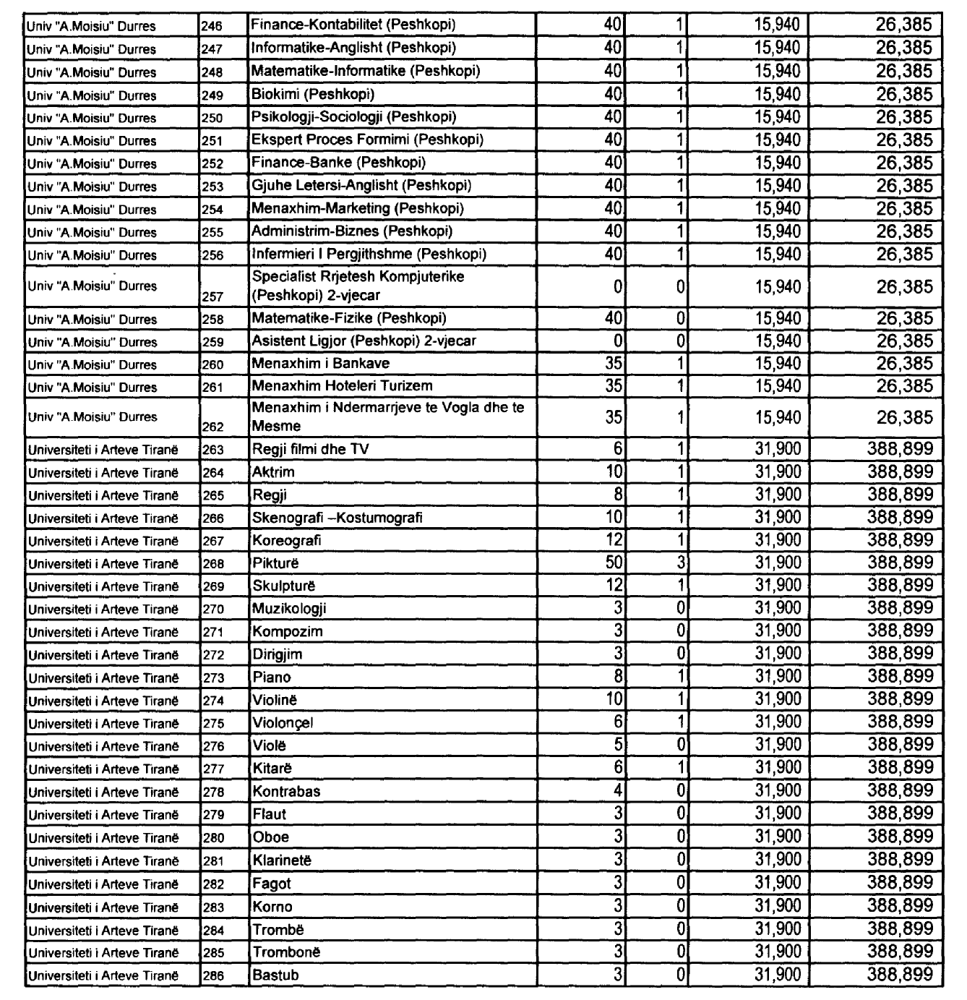 Univ "A.Moisiu" Durres 246 Finance-Kontabilitet (Peshkopi) 40 1 15,940 26,385
Univ "A.Moisiu" Durres 247 Informatike-Anglisht (Peshkopi) 40 1 15,940 26,385
Univ "A.Moisiu" Durres 248 Matematike-Informatike (Peshkopi) 40 1 15,940 26,385
Univ "A.Moisiu" Durres 249 Biokimi (Peshkopi) 40 1 15,940 26,385
Univ "A.Moisiu" Durres 250 Psikologji-Sociologji (Peshkopi) 40 1 15,940 26,385
Univ "A.Moisiu" Durres 251 Ekspert Proces Formimi (Peshkopi) 40 1 15,940 26,385
Univ "A.Moisiu" Durres 252 Finance-Banke (Peshkopi) 40 1 15,940 26,385
Univ "A.Moisiu" Durres 253 Gjuhe Letersi-Anglisht (Peshkopi) 40 1 15,940 26,385
Univ "A.Moisiu" Durres 254 Menaxhim-Marketing (Peshkopi) 40 1 15,940 26,385
Univ "A.Moisiu" Durres 255 Administrim-Biznes (Peshkopi) 40 1 15,940 26,385
Univ "A.Moisiu" Durres 256 Infermieri I Pergjithshme (Peshkopi) 40 1 15,940 26,385
Specialist Rrjetesh Kompjuterike
Univ "A.Moisiu" Durres 257 (Peshkopi) 2-vjecar 0 0 15,940 26,385
Univ "A.Moisiu" Durres 258 Matematike-Fizike (Peshkopi) 40 0 15,940 26,385
Univ "A.Moisiu" Durres 259 Asistent Ligjor (Peshkopi) 2-vjecar 0 0 15,940 26,385
Univ "A.Moisiu" Durres 260 Menaxhim i Bankave 35 1 15,940 26,385
Univ "A.Moisiu" Durres 261 Menaxhim Hoteleri Turizem 35 1 15,940 26,385
Menaxhim i Ndermarrjeve te Vogla dhe te
Univ "A.Moisiu" Durres 262 Mesme 35 1 15,940 26,385
Universiteti i Arteve Tiranë 263 Regji filmi dhe TV 6 1 31,900 388,899
Universiteti i Arteve Tiranë 264 Aktrim 10 1 31,900 388,899
Universiteti i Arteve Tiranë 265 Regji 8 1 31,900 388,899
Universiteti i Arteve Tiranë 266 Skenografi –Kostumografi 10 1 31,900 388,899
Universiteti i Arteve Tiranë 267 Koreografi 12 1 31,900 388,899
Universiteti i Arteve Tiranë 268 Pikturë 50 3 31,900 388,899
Universiteti i Arteve Tiranë 269 Skulpturë 12 1 31,900 388,899
Universiteti i Arteve Tiranë 270 Muzikologji 3 0 31,900 388,899
Universiteti i Arteve Tiranë 271 Kompozim 3 0 31,900 388,899
Universiteti i Arteve Tiranë 272 Dirigjim 3 0 31,900 388,899
Universiteti i Arteve Tiranë 273 Piano 8 1 31,900 388,899
Universiteti i Arteve Tiranë 274 Violinë 10 1 31,900 388,899
Universiteti i Arteve Tiranë 275 Violonçel 6 1 31,900 388,899
Universiteti i Arteve Tiranë 276 Violë 5 0 31,900 388,899
Universiteti i Arteve Tiranë 277 Kitarë 6 1 31,900 388,899
Universiteti i Arteve Tiranë 278 Kontrabas 4 0 31,900 388,899
Universiteti i Arteve Tiranë 279 Flaut 3 0 31,900 388,899
Universiteti i Arteve Tiranë 280 Oboe 3 0 31,900 388,899
Universiteti i Arteve Tiranë 281 Klarinetë 3 0 31,900 388,899
Universiteti i Arteve Tiranë 282 Fagot 3 0 31,900 388,899
Universiteti i Arteve Tiranë 283 Korno 3 0 31,900 388,899
Universiteti i Arteve Tiranë 284 Trombë 3 0 31,900 388,899
Universiteti i Arteve Tiranë 285 Trombonë 3 0 31,900 388,899
Universiteti i Arteve Tiranë 286 Bastub 3 0 31,900 388,899